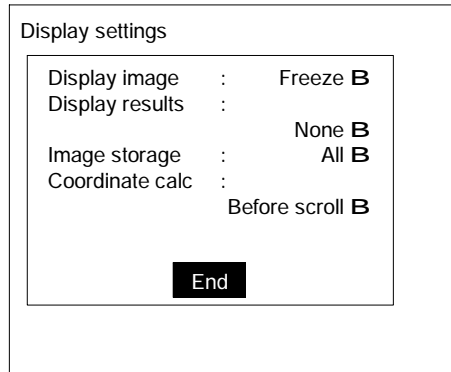 Display settings
Display image : Freeze B
Display results :
None B
Image storage : All B
Coordinate calc :
Before scroll B
End